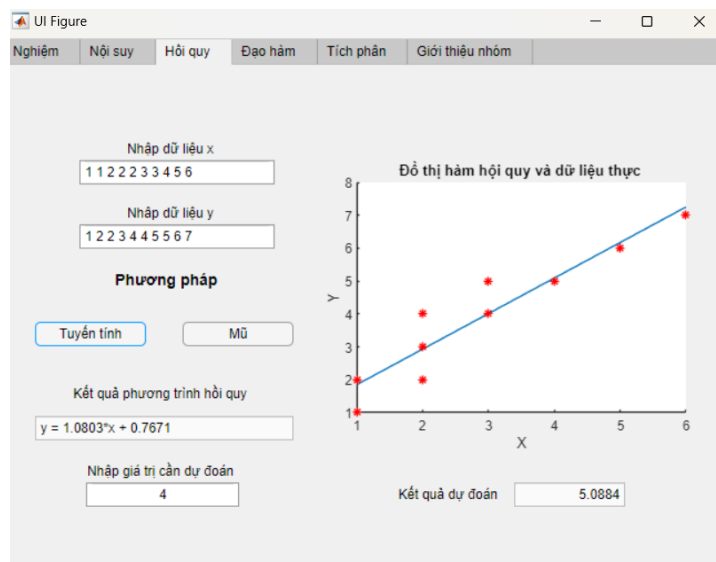 UI Figure
Nghiệm Nội suy Hồi quy Đạo hàm Tích phân Giới thiệu nhóm
Nhập dữ liệu x
1 1 2 2 2 3 3 4 5 6
Nhập dữ liệu y
1 2 2 3 4 4 5 5 6 7
Phương pháp
Tuyến tính Mũ
Kết quả phương trình hồi quy
y = 1.0803*x + 0.7671
Nhập giá trị cần dự đoán
4
Đồ thị hàm hội quy và dữ liệu thực
8
7
6
5
4
3
2
1
Y
1 2 3 4 5 6
X
Kết quả dự đoán 5.0884